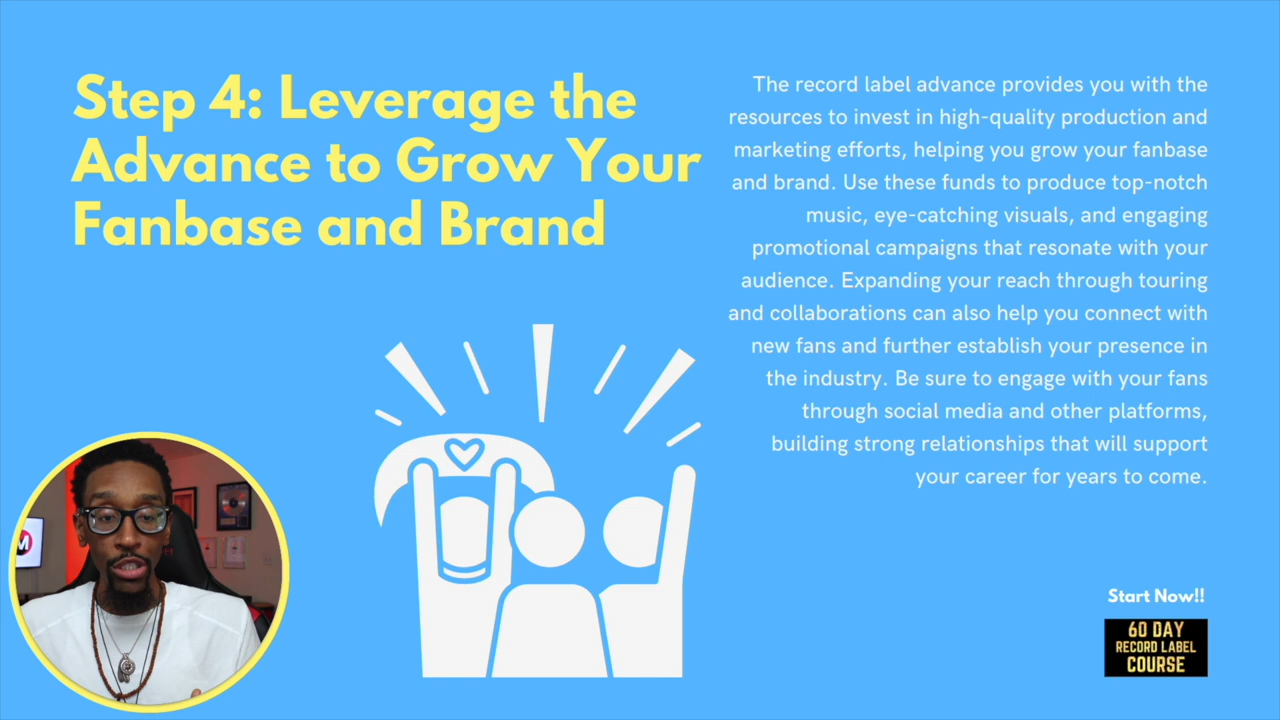 Step 4: Leverage the
Advance to Grow Your
Fanbase and Brand
The record label advance provides you with the
resources to invest in high-quality production and
marketing efforts, helping you grow your fanbase
and brand. Use these funds to produce top-notch
music, eye-catching visuals, and engaging
promotional campaigns that resonate with your
audience. Expanding your reach through touring
and collaborations can also help you connect with
new fans and further establish your presence in
the industry. Be sure to engage with your fans
through social media and other platforms,
building strong relationships that will support
your career for years to come.
M
Start Now!!
60 DAY
RECORD LABEL
COURSE